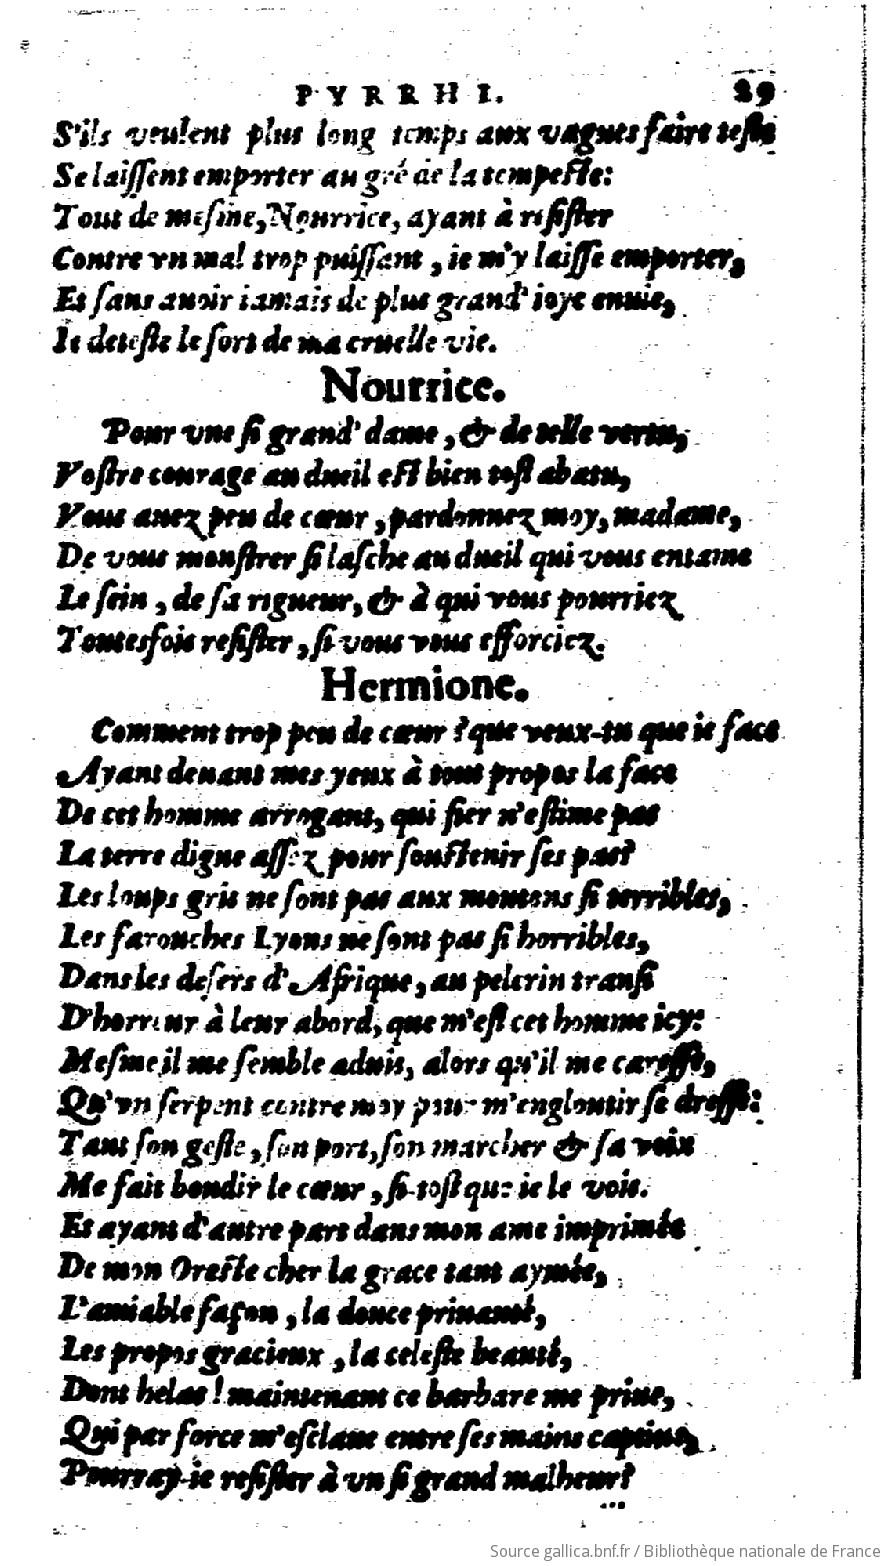 PYRRHE. 29
S'ils veulent plus long temps aux vagues faire teste
Se laissent emporter au gré de la tempeste:
Tout de mesme, Nourrice, ayant à resister
Contre vn mal trop puissant, ie m'y laisse emporter,
Et sans auoir iamais de plus grand' ioye enuie,
Ie deteste le sort de ma cruelle vie.
Nourrice.
Pour vne si grand' dame, & de telle vertu,
Vostre courage au dueil est bien tost abatu,
Vous auez peu de cœur, pardonnez moy, madame,
De vous monstrer si lasche au dueil qui vous entame
Le sein, de sa rigueur, & à qui vous pourriez
Toutesfois resister, si vous vous efforciez.
Hermione.
Comment trop peu de cœur? que veux-tu que ie face
Ayant deuant mes yeux à tout propos la face
De cet homme arrogant, qui fier n'estime pas
La terre digne assez pour soustenir ses pas?
Les loups gris ne sont pas aux moutons si terribles,
Les farouches Lyons ne sont pas si horribles,
Dans les desers d'Afrique, au pelerin transi
D'horreur à leur abord, que m'est cet homme icy:
Mesme il me semble aduis, alors qu'il me caresse,
Qu'vn serpent contre moy pour m'engloutir se dresse:
Tant son geste, son port, son marcher & sa voix
Me fait bondir le cœur, si-tost que ie le vois.
Et ayant d'autre part dans mon ame imprimée
De mon Oreste cher la grace tant aymée,
L'amiable façon, la douce priuauté,
Les propos gracieux, la celeste beauté,
Dont helas! maintenant ce barbare me priue,
Qui par force m'esclaue entre ses mains captiue,
Pourray-ie resister à vn si grand malheur?
Source gallica.bnf.fr / Bibliothèque nationale de France